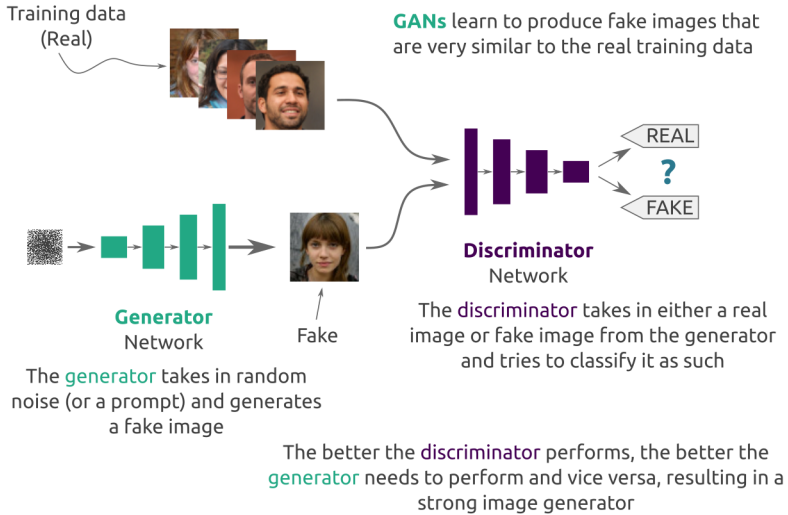 Training data
(Real)
GANs learn to produce fake images that
are very similar to the real training data
REAL
?
FAKE
Discriminator
Network
The discriminator takes in either a real
image or fake image from the generator
and tries to classify it as such
Generator
Network
Fake
The generator takes in random
noise (or a prompt) and generates
a fake image
The better the discriminator performs, the better the
generator needs to perform and vice versa, resulting in a
strong image generator